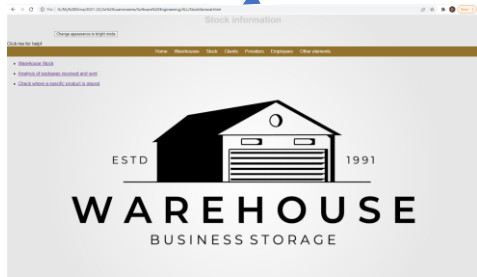 Stock information
Change appearance to bright mode
Click me for help!
Home Warehouses Stock Clients Providers Employees Other elements
Warehouse Stock
Analysis of packages received and sent
Check where a specific product is placed
ESTD 1991
WAREHOUSE
BUSINESS STORAGE